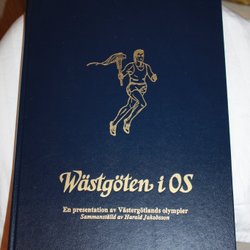 Wästgöten i OS
En presentation av Västergötlands olympier
Sammanställd av Harald Jakobsson